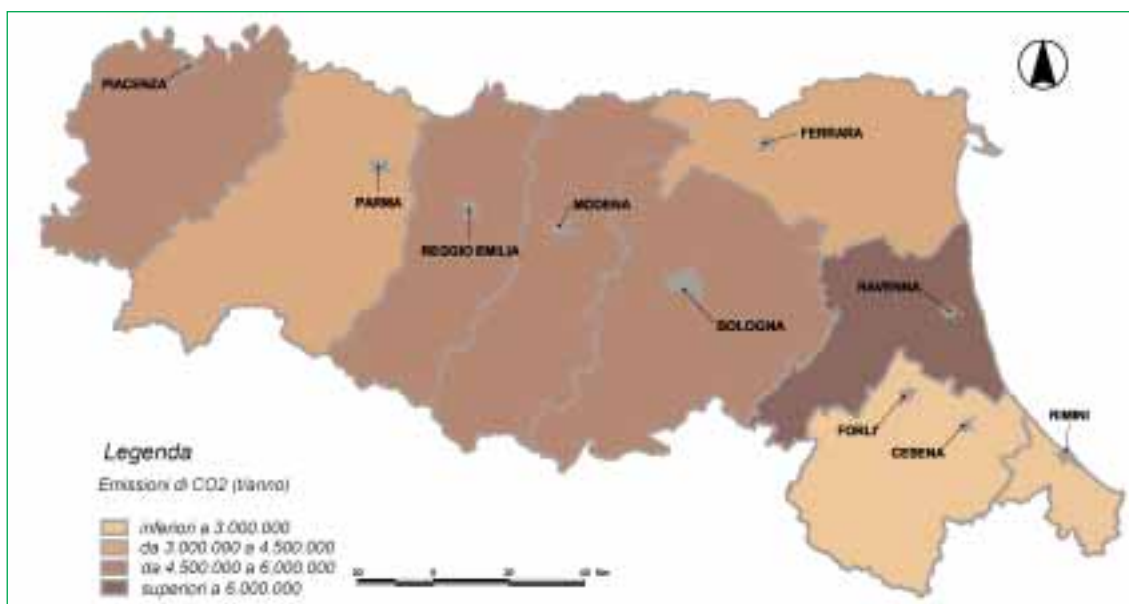 PIACENZA
FERRARA
PARMA
MODENA
REGGIO EMILIA
RAVENNA
BOLOGNA
FORLI'
CESENA
RIMINI
Legenda
Emissioni di CO2 (t/anno)
inferiori a 3.000.000
da 3.000.000 a 4.500.000
da 4.500.000 a 6.000.000
superiori a 6.000.000
0
Km